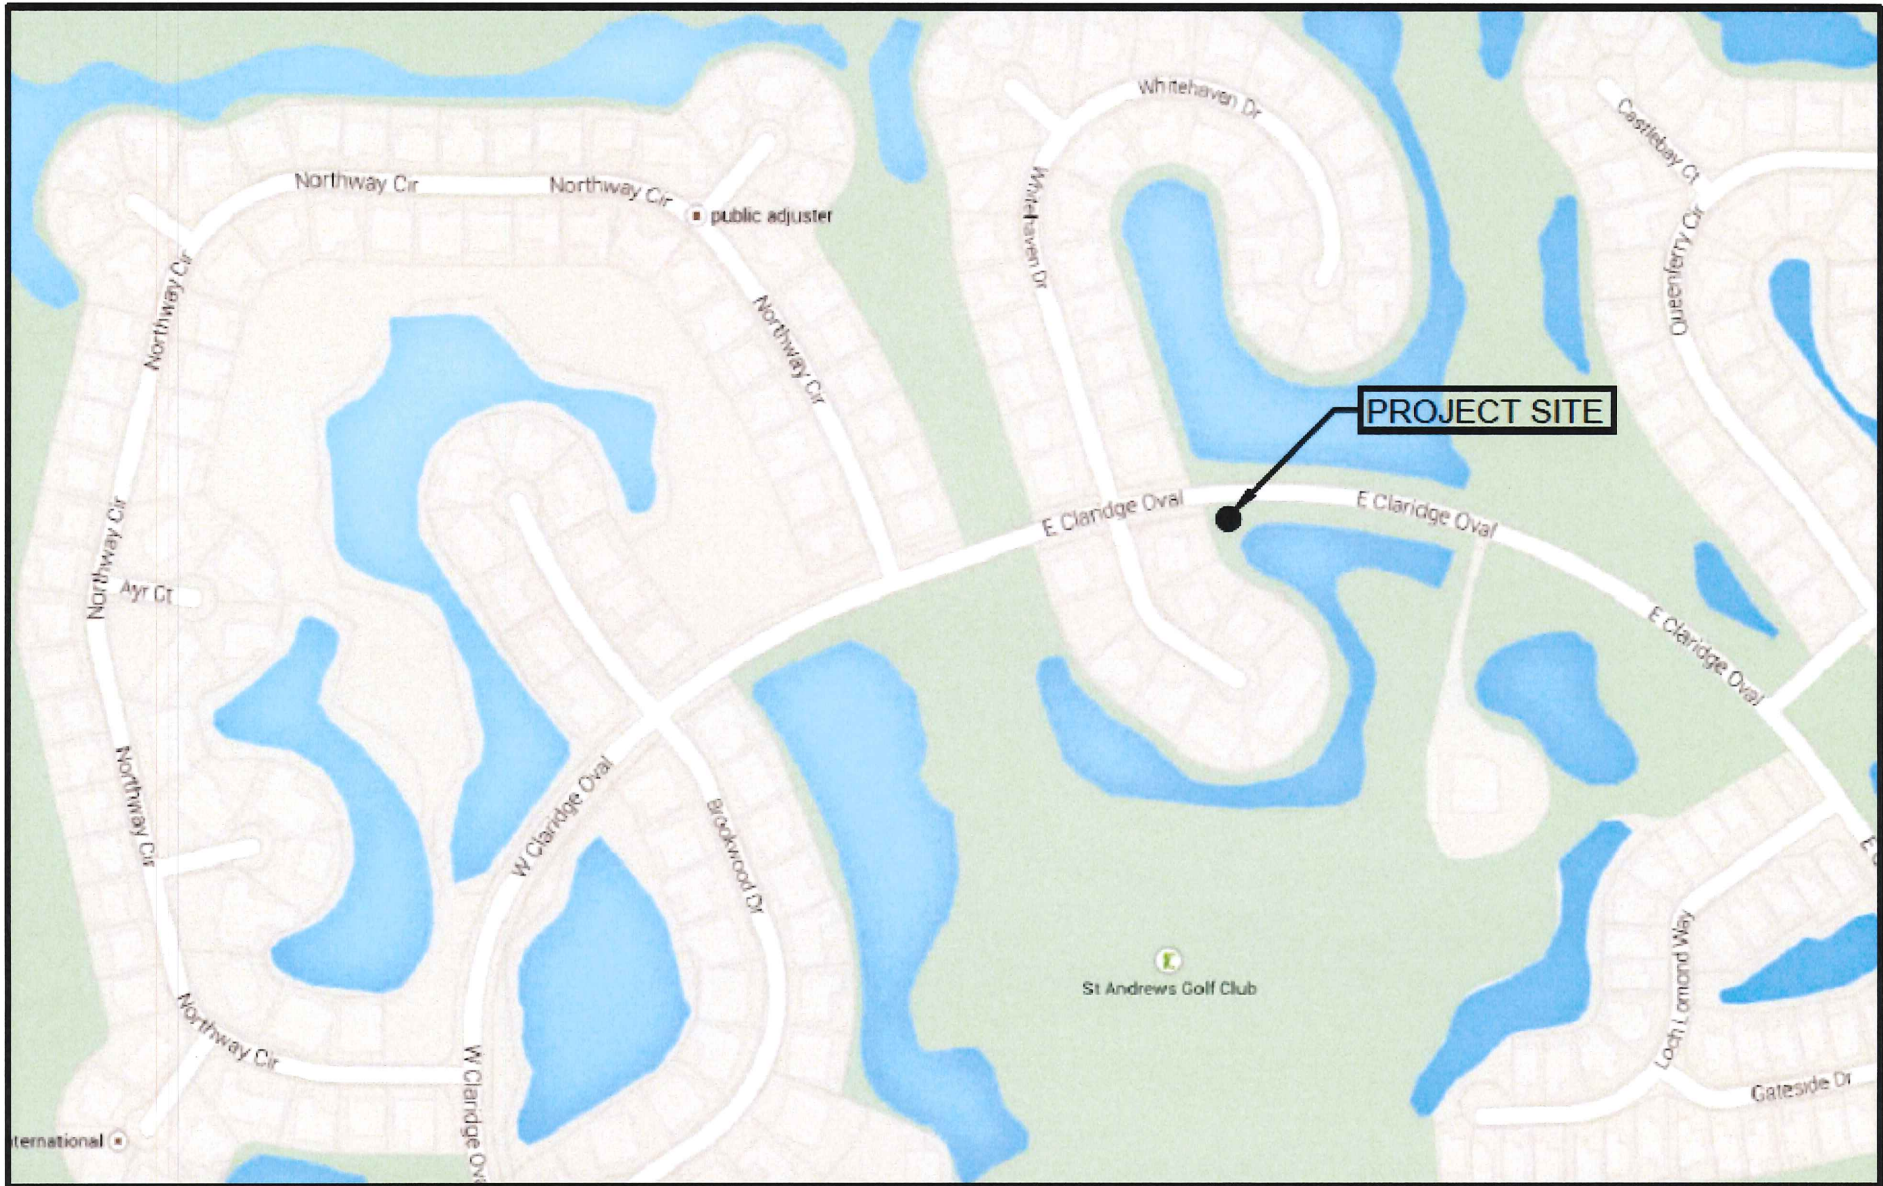 Whitehaven Dr
Castlebay Ct
Northway Cir
Northway Cir
public adjuster
Whitehaven Dr
Queenferry Cir
Northway Cir
Northway Cir
PROJECT SITE
E Claridge Oval
E Claridge Oval
Northway Cir
Ayr Ct
E Claridge Oval
Northway Cir
W Claridge Oval
Brookwood Dr
St Andrews Golf Club
Loch Lomond Way
Northway Cir
W Claridge Ov
Gateside Dr
ternational